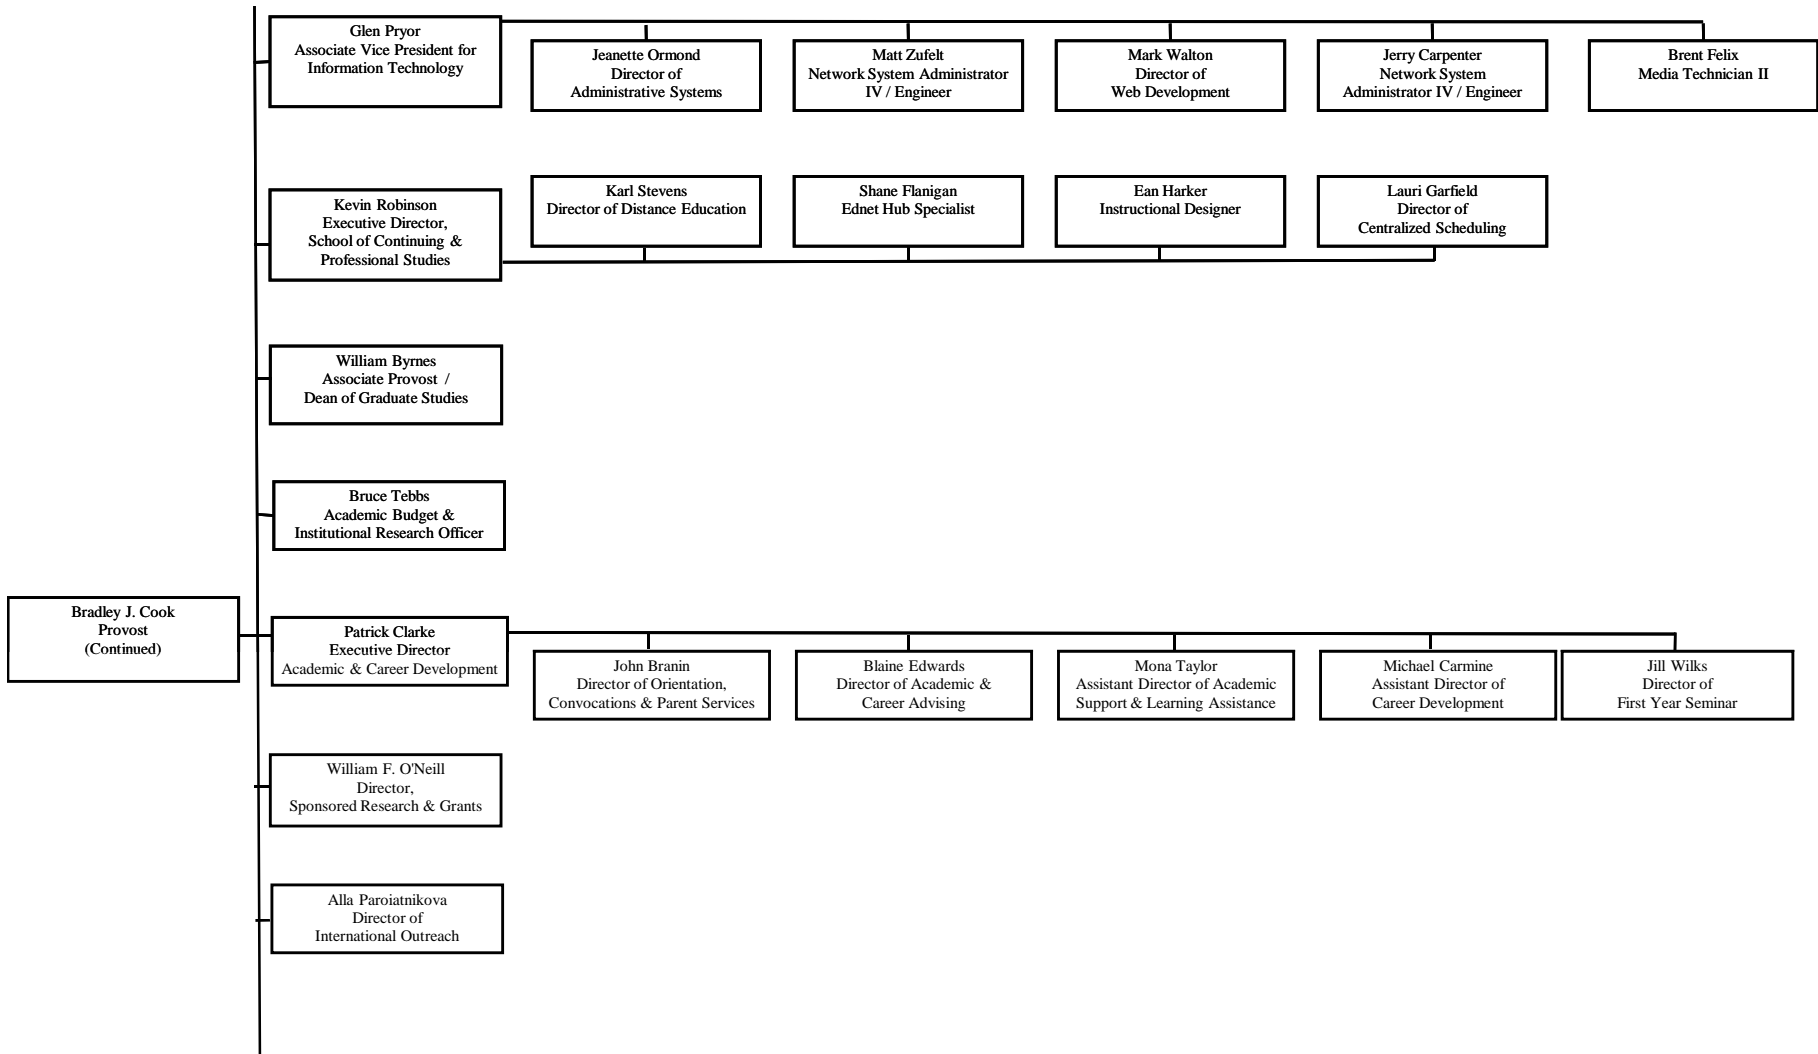 Glen Pryor
Associate Vice President for
Information Technology
Jeanette Ormond
Director of
Administrative Systems
Matt Zufelt
Network System Administrator
IV / Engineer
Mark Walton
Director of
Web Development
Jerry Carpenter
Network System
Administrator IV / Engineer
Brent Felix
Media Technician II
Kevin Robinson
Executive Director,
School of Continuing &
Professional Studies
Karl Stevens
Director of Distance Education
Shane Flanigan
Ednet Hub Specialist
Ean Harker
Instructional Designer
Lauri Garfield
Director of
Centralized Scheduling
William Byrnes
Associate Provost /
Dean of Graduate Studies
Bruce Tebbs
Academic Budget &
Institutional Research Officer
Bradley J. Cook
Provost
(Continued)
Patrick Clarke
Executive Director
Academic & Career Development
John Branin
Director of Orientation,
Convocations & Parent Services
Blaine Edwards
Director of Academic &
Career Advising
Mona Taylor
Assistant Director of Academic
Support & Learning Assistance
Michael Carmine
Assistant Director of
Career Development
Jill Wilks
Director of
First Year Seminar
William F. O'Neill
Director,
Sponsored Research & Grants
Alla Paroiatnikova
Director of
International Outreach